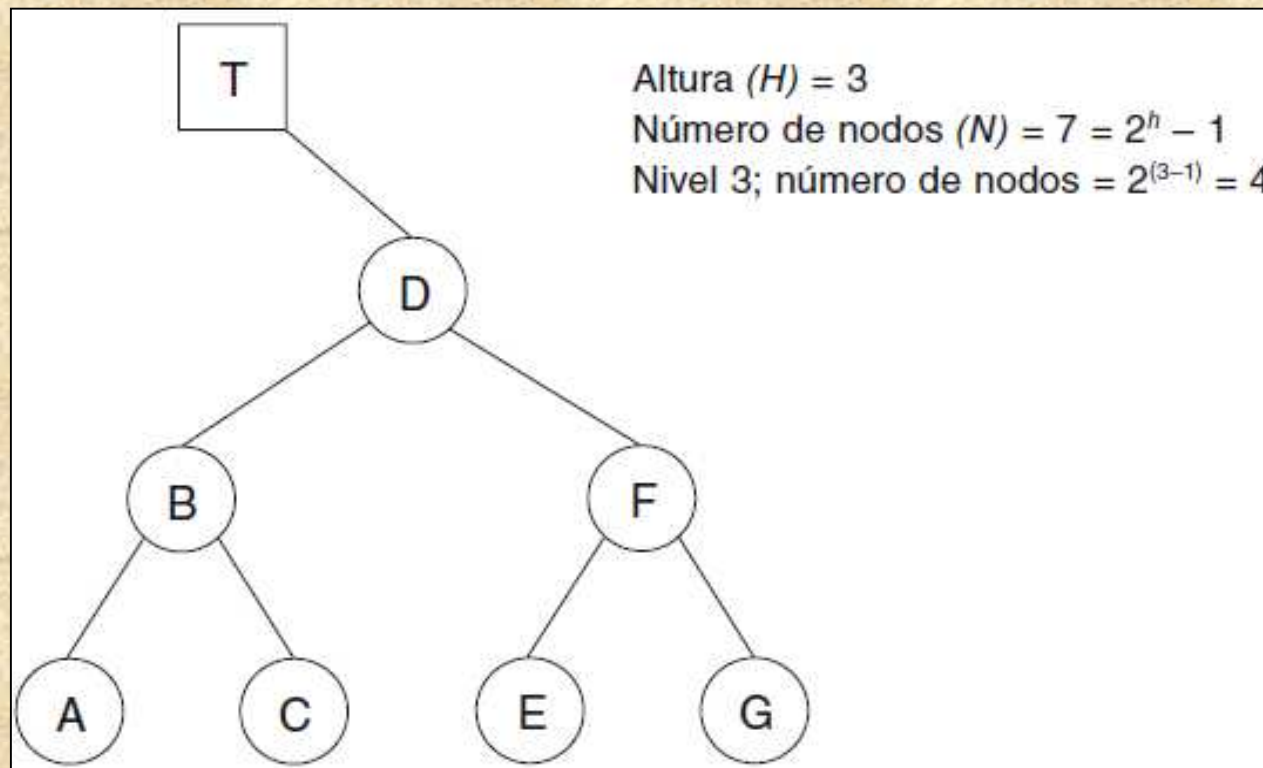 T
Altura (H) = 3
Número de nodos (N) = 7 = 2^h – 1
Nivel 3; número de nodos = 2^(3–1) = 4
D
B
F
A
C
E
G